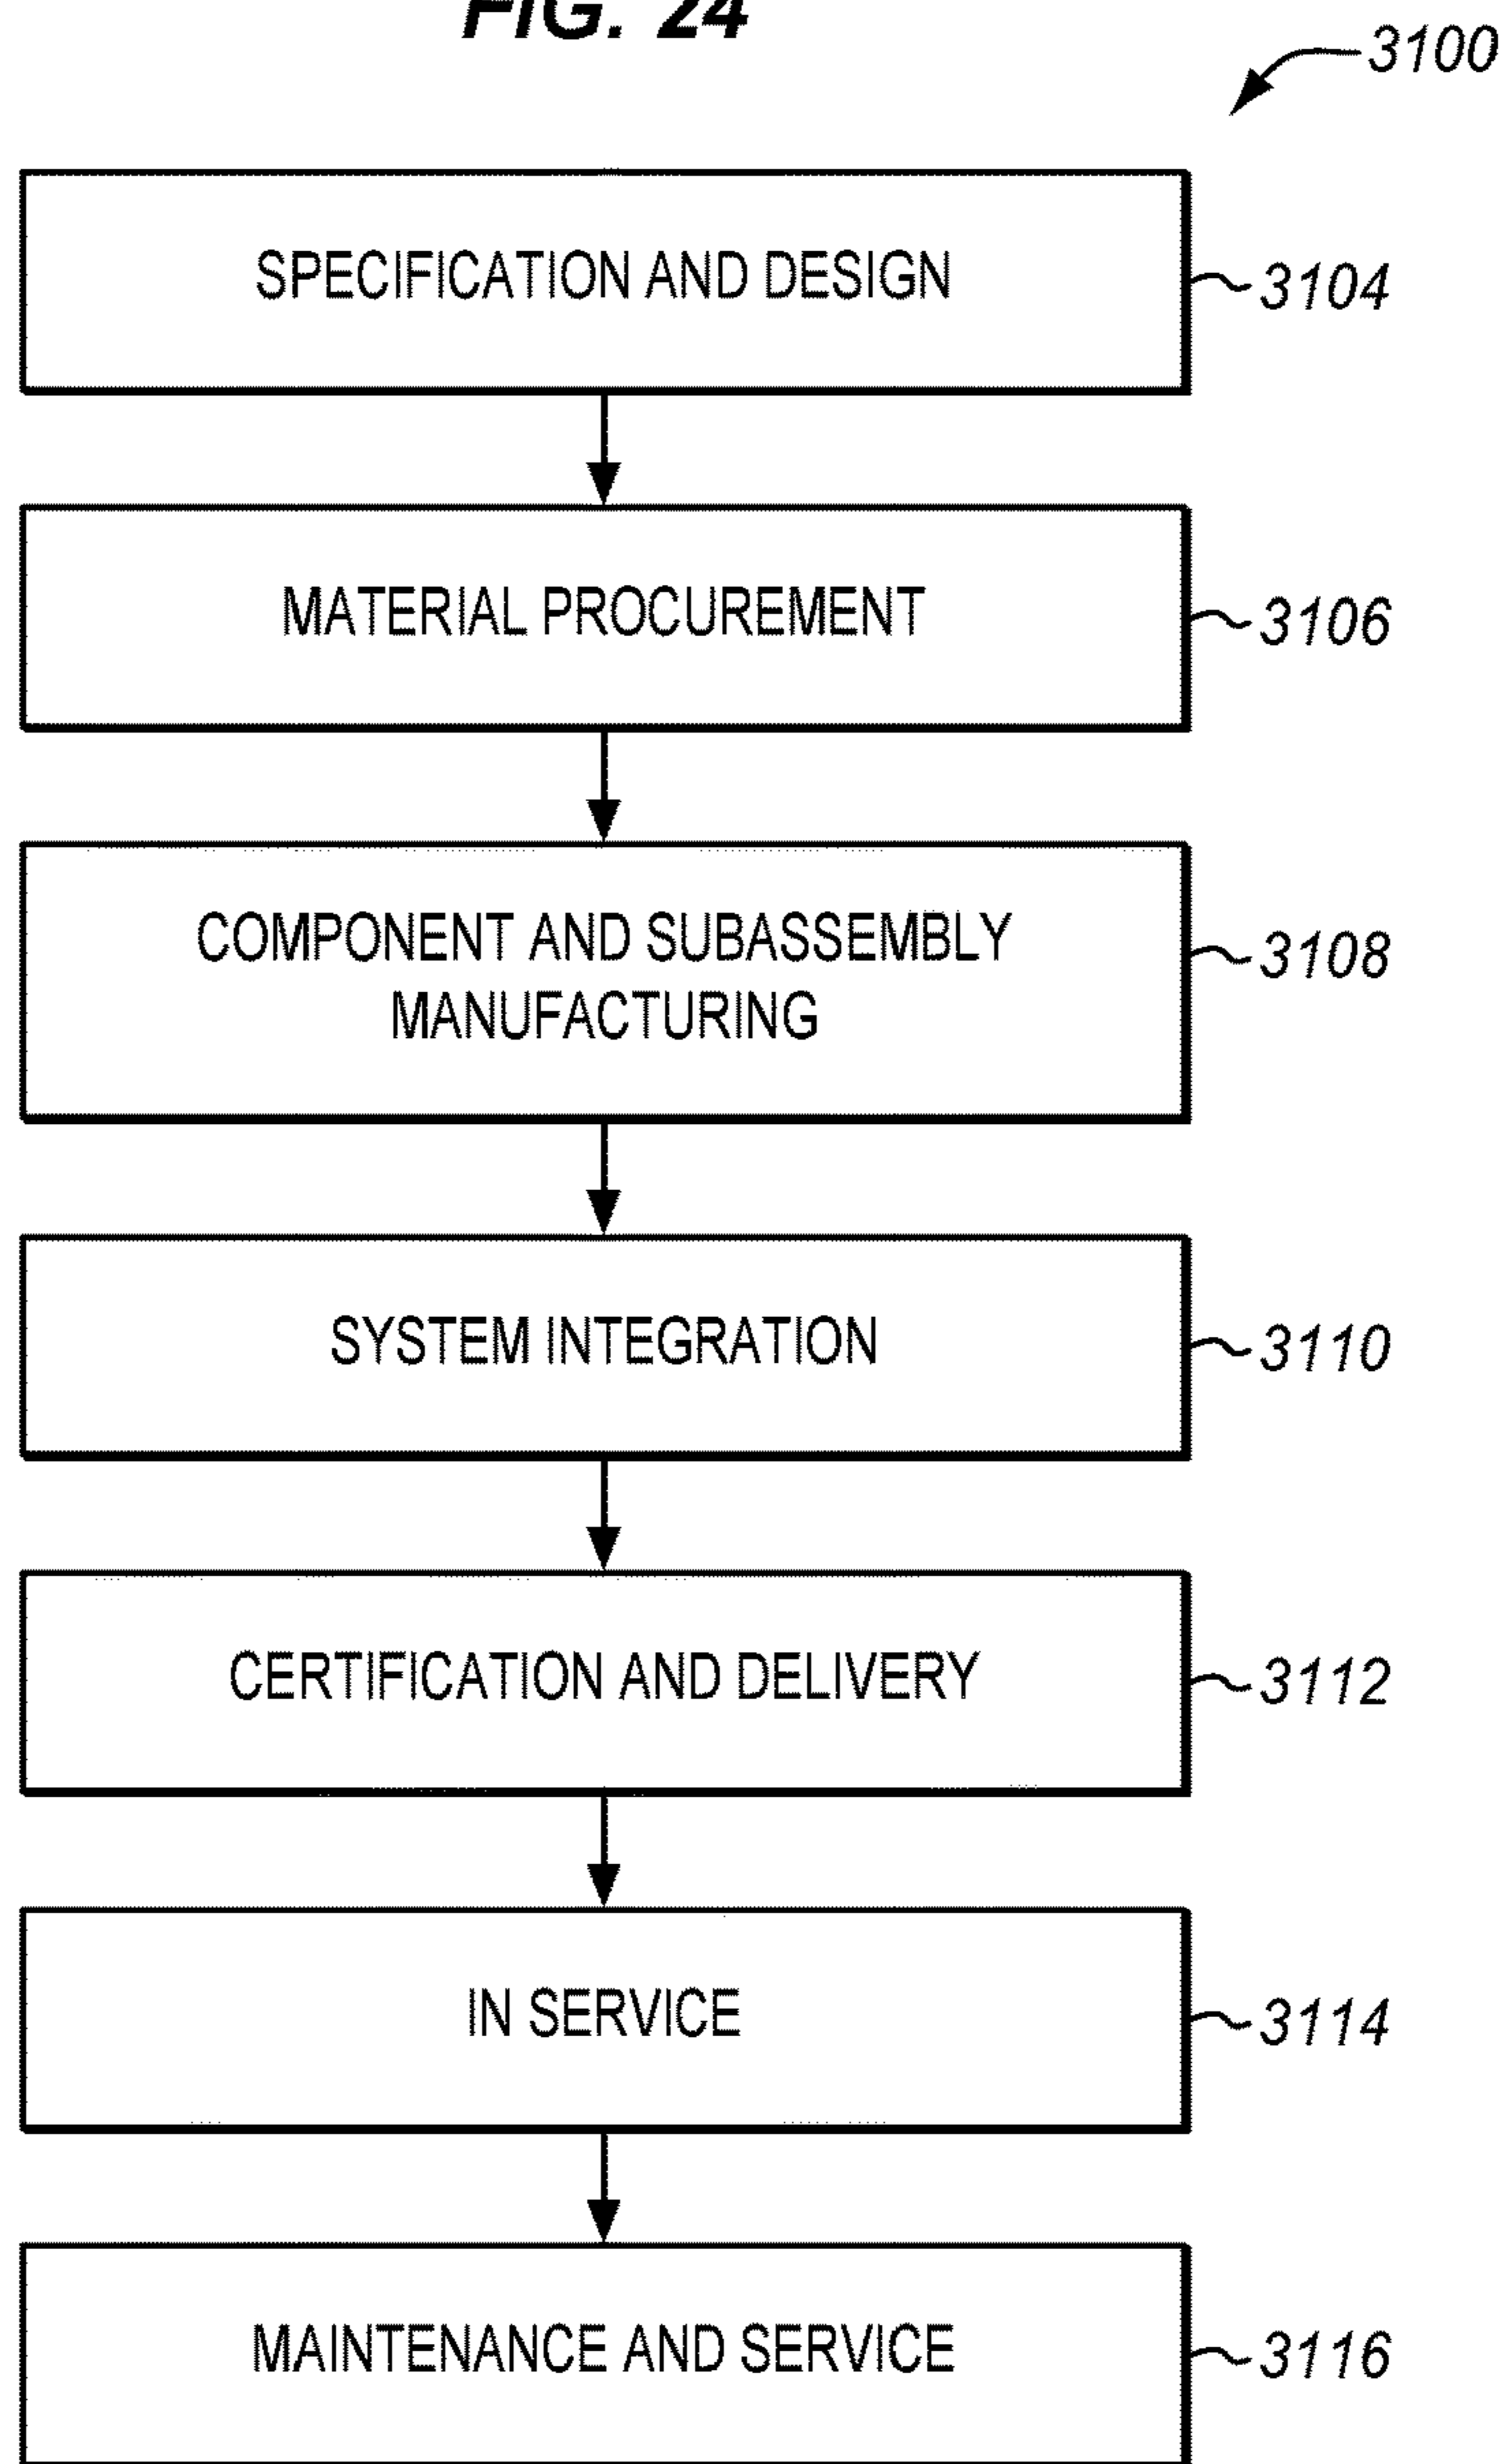 FIG. 24
3100
SPECIFICATION AND DESIGN
3104
MATERIAL PROCUREMENT
3106
COMPONENT AND SUBASSEMBLY
MANUFACTURING
3108
SYSTEM INTEGRATION
3110
CERTIFICATION AND DELIVERY
3112
IN SERVICE
3114
MAINTENANCE AND SERVICE
3116